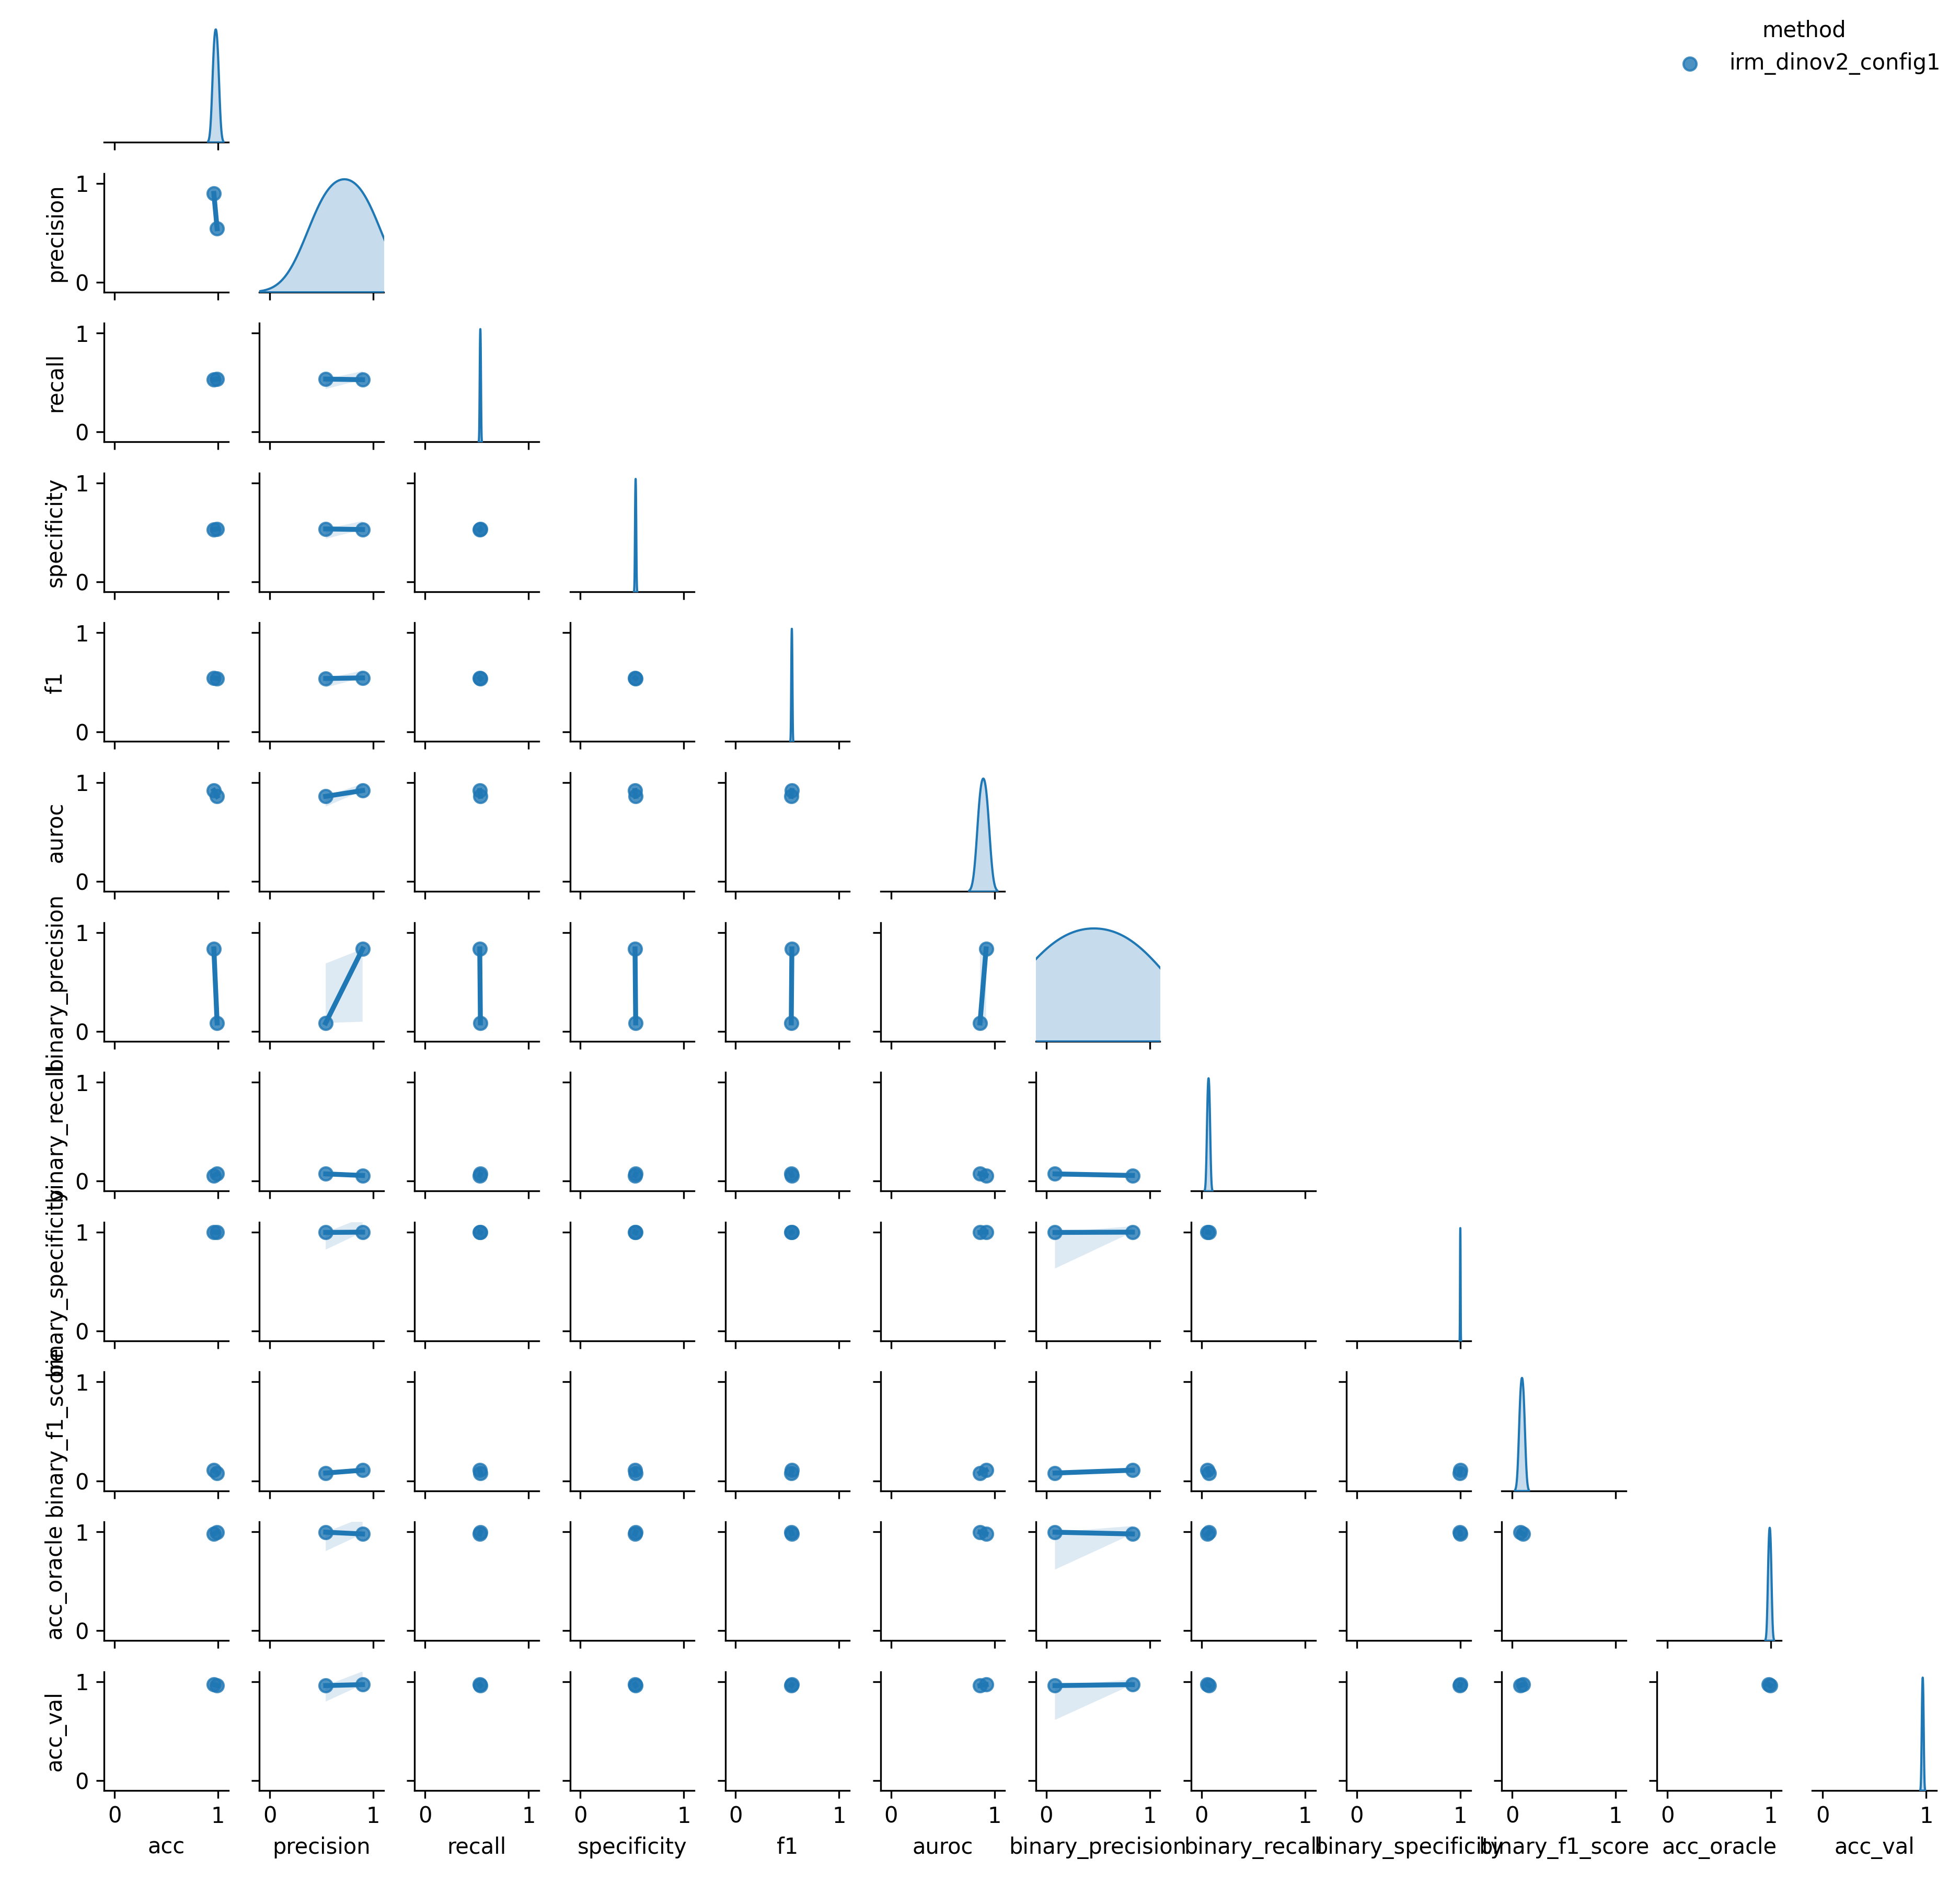 method
irm_dinov2_config1
1
0
precision
1
0
recall
1
0
specificity
1
0
f1
1
0
auroc
1
0
binary_precision
1
0
binary_recall
1
0
binary_specificity
1
0
binary_f1_score
1
0
acc_oracle
1
0
acc_val
0 1 0 1 0 1 0 1 0 1 0 1 0 1 0 1 0 1 0 1 0 1 0 1
acc precision recall specificity f1 auroc binary_precision binary_recall binary_specificity binary_f1_score acc_oracle acc_val